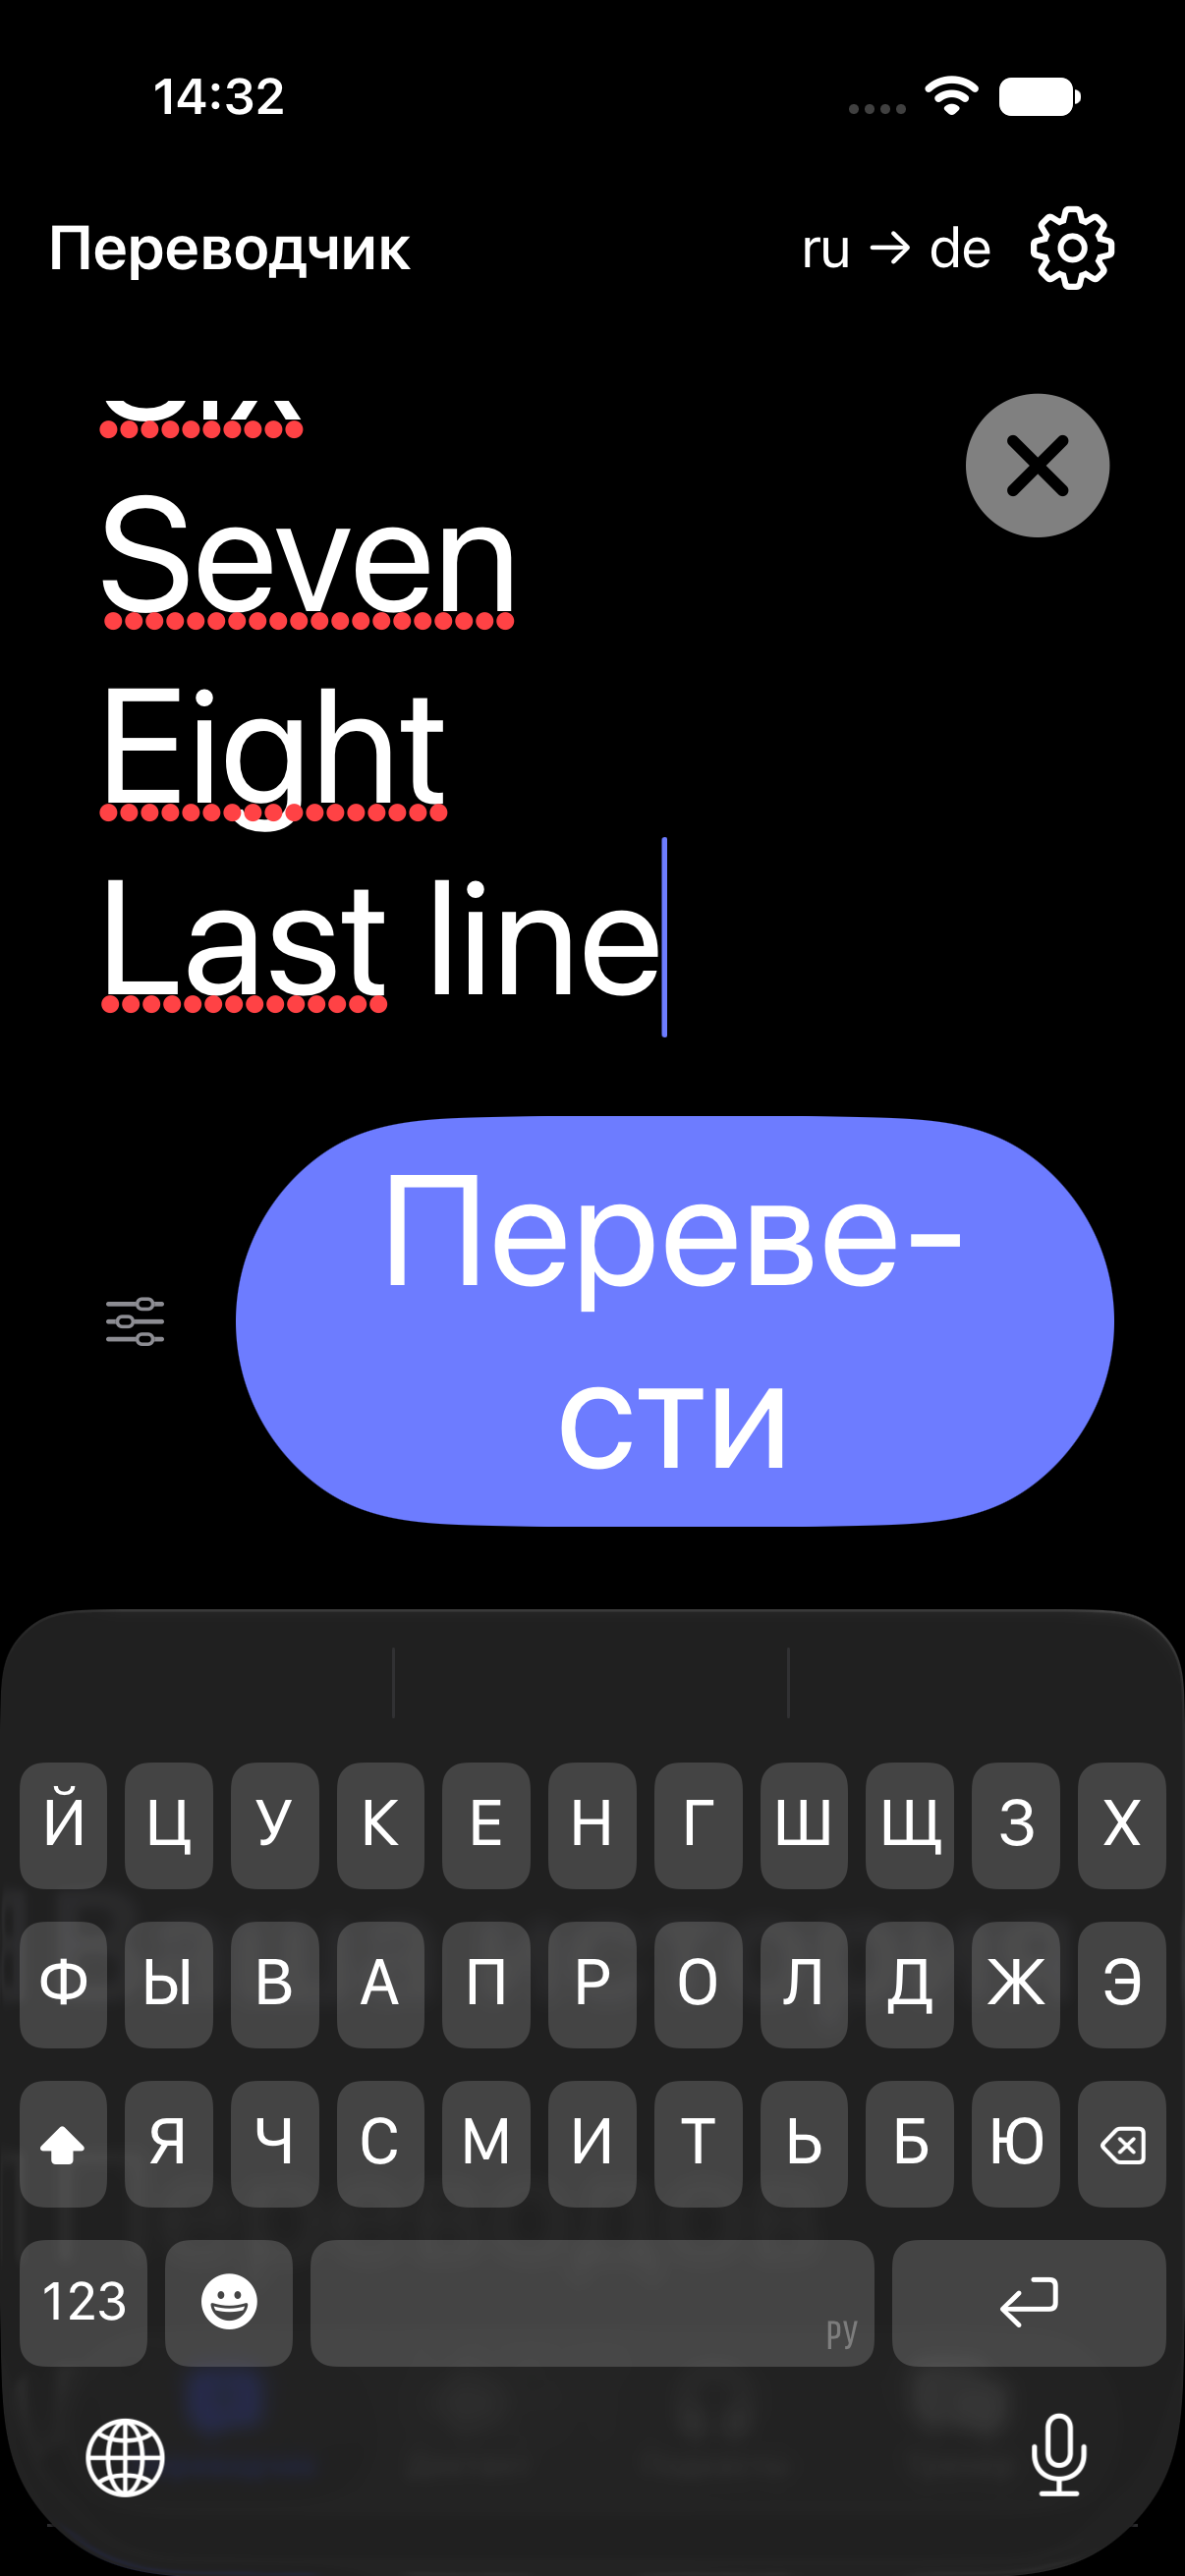 14:32
Переводчик
ru → de
Seven
Eight
Last line
Переве-
сти
Й Ц У К Е Н Г Ш Щ З Х
Ф Ы В А П Р О Л Д Ж Э
Я Ч С М И Т Ь Б Ю
123
РУ